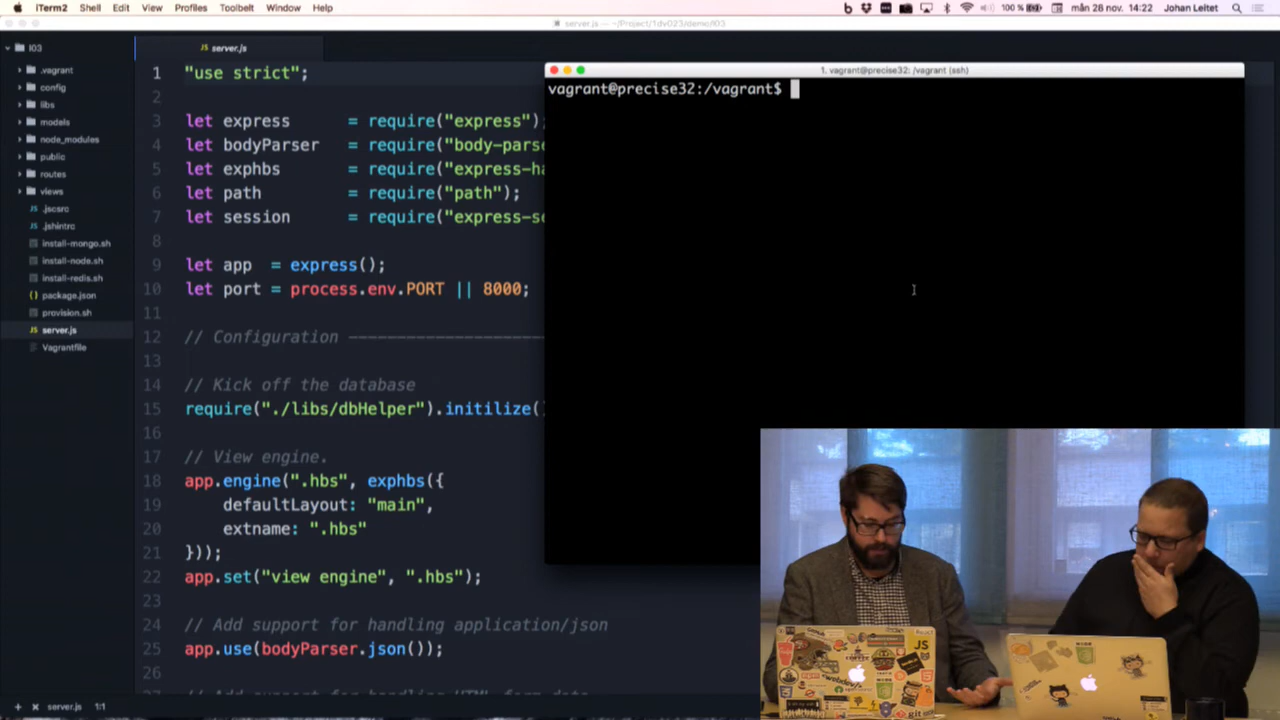 iTerm2 Shell Edit View Profiles Toolbelt Window Help
100 % mån 28 nov. 14:22 Johan Leitet
server.js — ~/Project/1dv023/demo/l03
l03
.vagrant
config
libs
models
node_modules
public
routes
views
.jscsrc
.jshintrc
install-mongo.sh
install-node.sh
install-redis.sh
package.json
provision.sh
server.js
Vagrantfile
server.js
1 "use strict";
2
3 let express = require("express");
4 let bodyParser = require("body-parse
5 let exphbs = require("express-ha
6 let path = require("path");
7 let session = require("express-se
8
9 let app = express();
10 let port = process.env.PORT || 8000;
11
12 // Configuration
13
14 // Kick off the database
15 require("./libs/dbHelper").initilize()
16
17 // View engine.
18 app.engine(".hbs", exphbs({
19 defaultLayout: "main",
20 extname: ".hbs"
21 }));
22 app.set("view engine", ".hbs");
23
24 // Add support for handling application/json
25 app.use(bodyParser.json());
26
1. vagrant@precise32: /vagrant (ssh)
vagrant@precise32:/vagrant$
JS
git
server.js 1:1